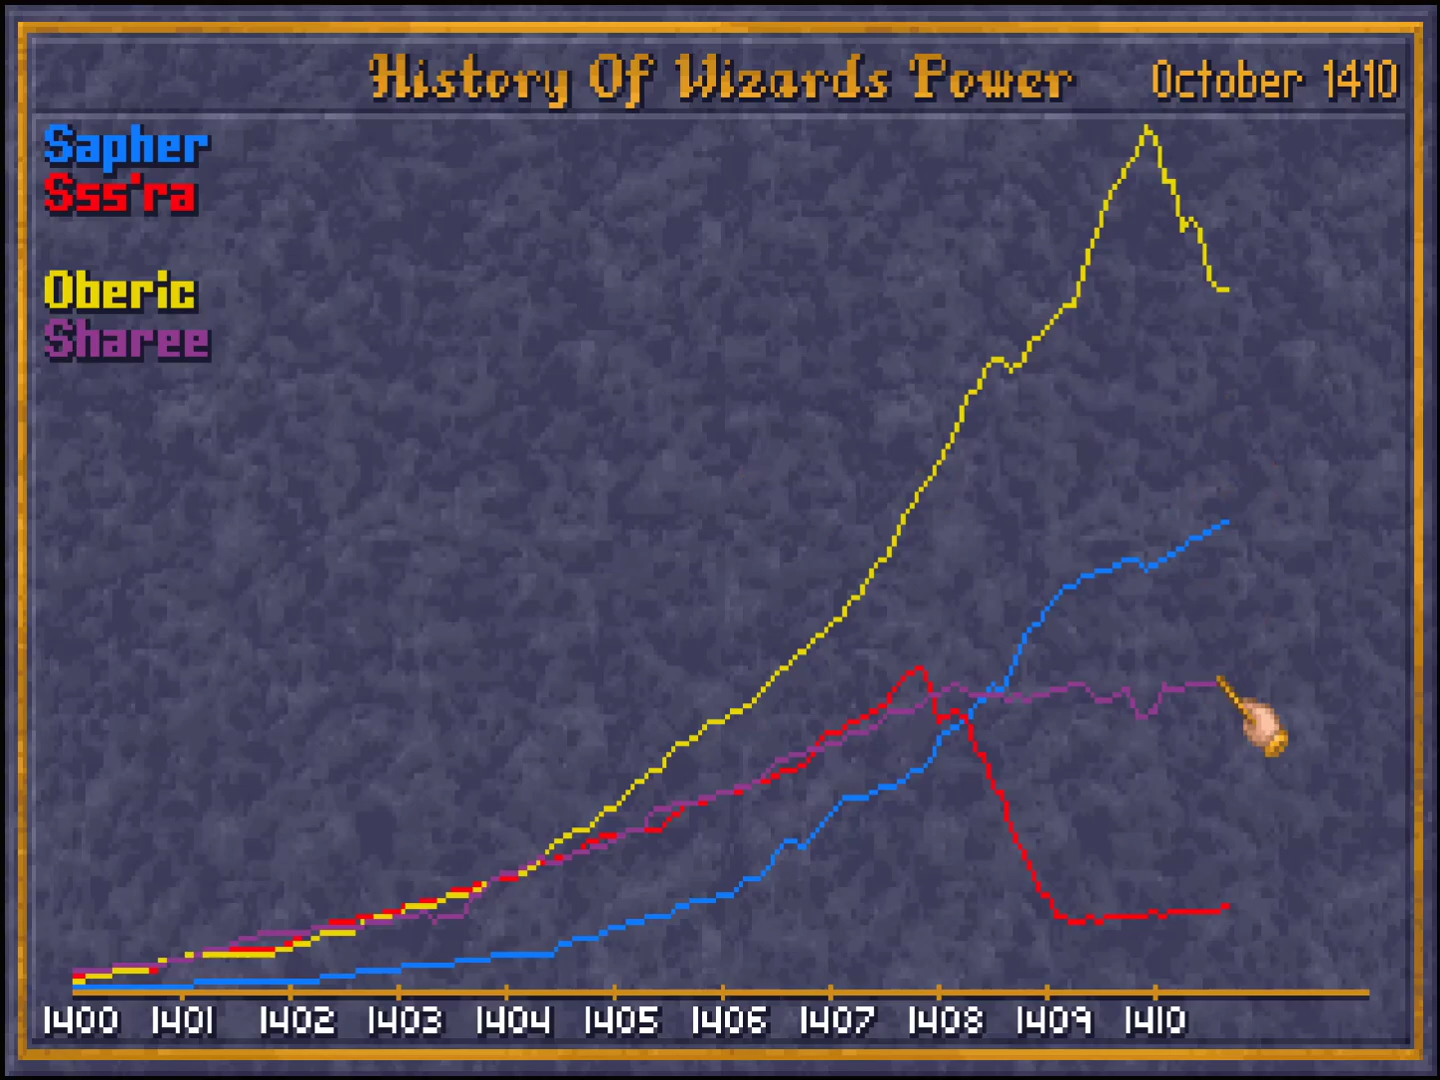 History Of Wizards Power
October 1410
Sapher
Sss'ra
Oberic
Sharee
1400 1401 1402 1403 1404 1405 1406 1407 1408 1409 1410